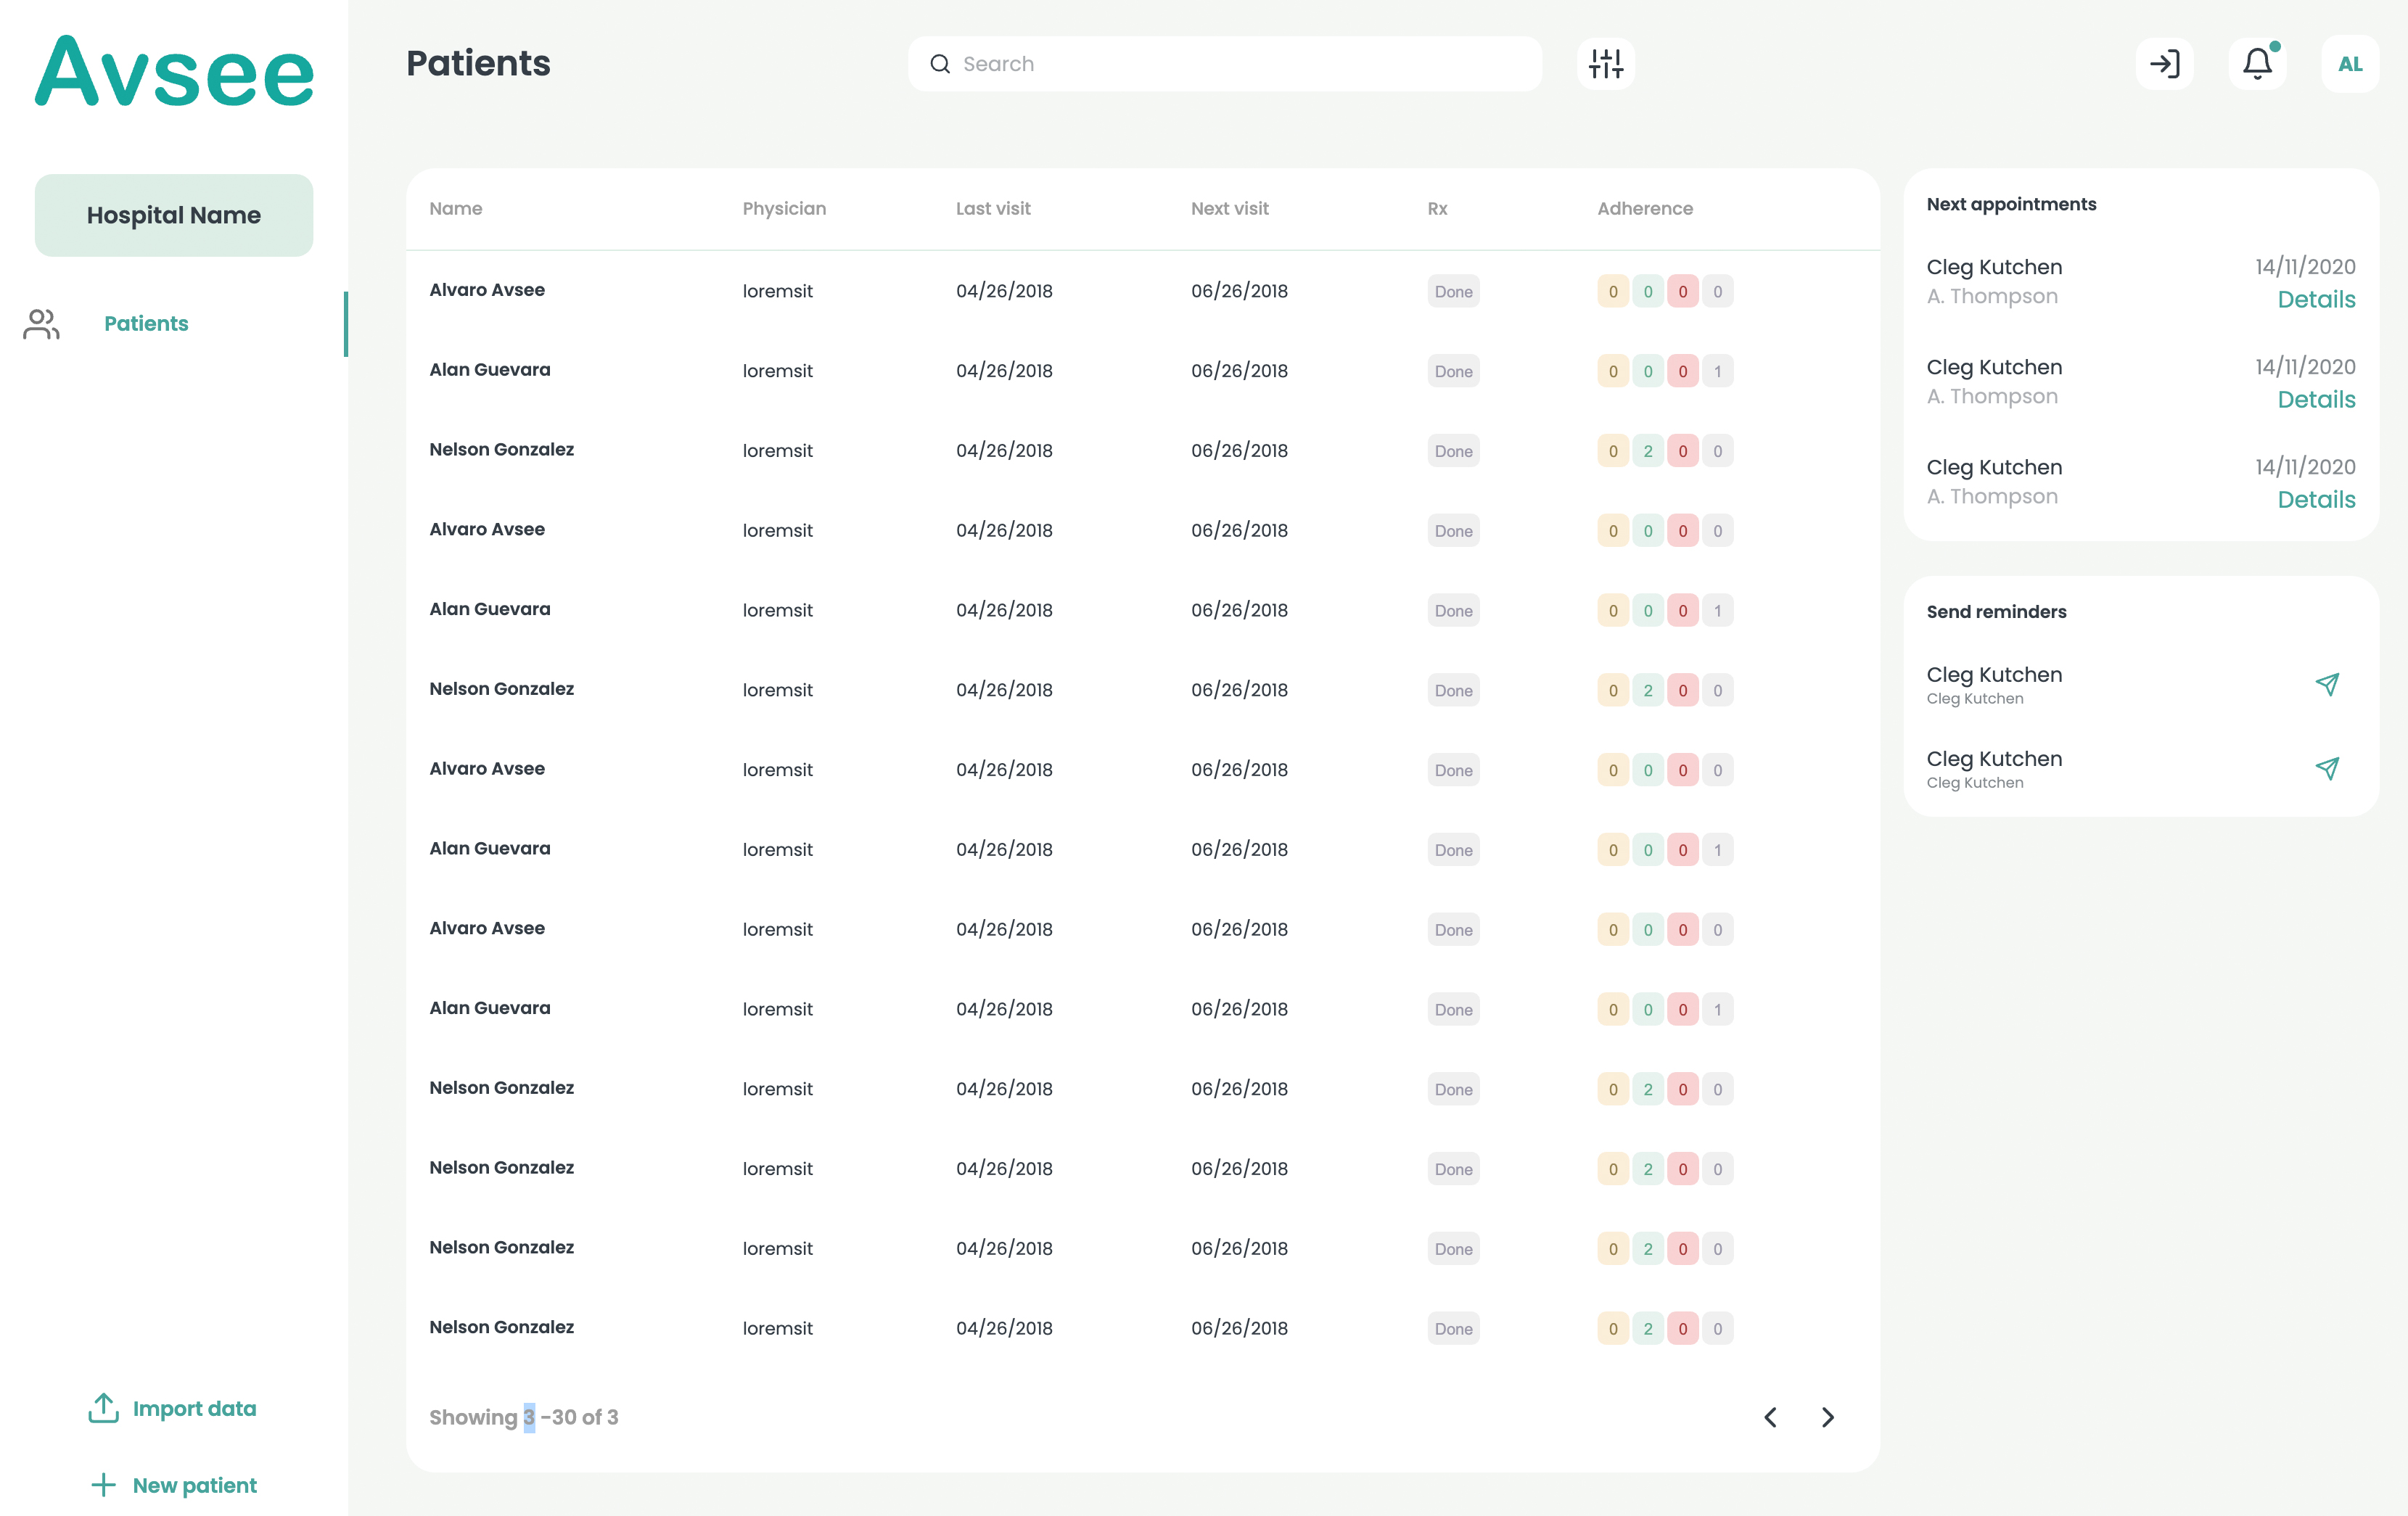 Avsee
Hospital Name
Patients
Import data
New patient
Patients
Search
AL
Name Physician Last visit Next visit Rx Adherence
Alvaro Avsee loremsit 04/26/2018 06/26/2018 Done 0 0 0 0
Alan Guevara loremsit 04/26/2018 06/26/2018 Done 0 0 0 1
Nelson Gonzalez loremsit 04/26/2018 06/26/2018 Done 0 2 0 0
Alvaro Avsee loremsit 04/26/2018 06/26/2018 Done 0 0 0 0
Alan Guevara loremsit 04/26/2018 06/26/2018 Done 0 0 0 1
Nelson Gonzalez loremsit 04/26/2018 06/26/2018 Done 0 2 0 0
Alvaro Avsee loremsit 04/26/2018 06/26/2018 Done 0 0 0 0
Alan Guevara loremsit 04/26/2018 06/26/2018 Done 0 0 0 1
Alvaro Avsee loremsit 04/26/2018 06/26/2018 Done 0 0 0 0
Alan Guevara loremsit 04/26/2018 06/26/2018 Done 0 0 0 1
Nelson Gonzalez loremsit 04/26/2018 06/26/2018 Done 0 2 0 0
Nelson Gonzalez loremsit 04/26/2018 06/26/2018 Done 0 2 0 0
Nelson Gonzalez loremsit 04/26/2018 06/26/2018 Done 0 2 0 0
Nelson Gonzalez loremsit 04/26/2018 06/26/2018 Done 0 2 0 0
Showing 3 -30 of 3
Next appointments
Cleg Kutchen 14/11/2020
A. Thompson Details
Cleg Kutchen 14/11/2020
A. Thompson Details
Cleg Kutchen 14/11/2020
A. Thompson Details
Send reminders
Cleg Kutchen
Cleg Kutchen
Cleg Kutchen
Cleg Kutchen